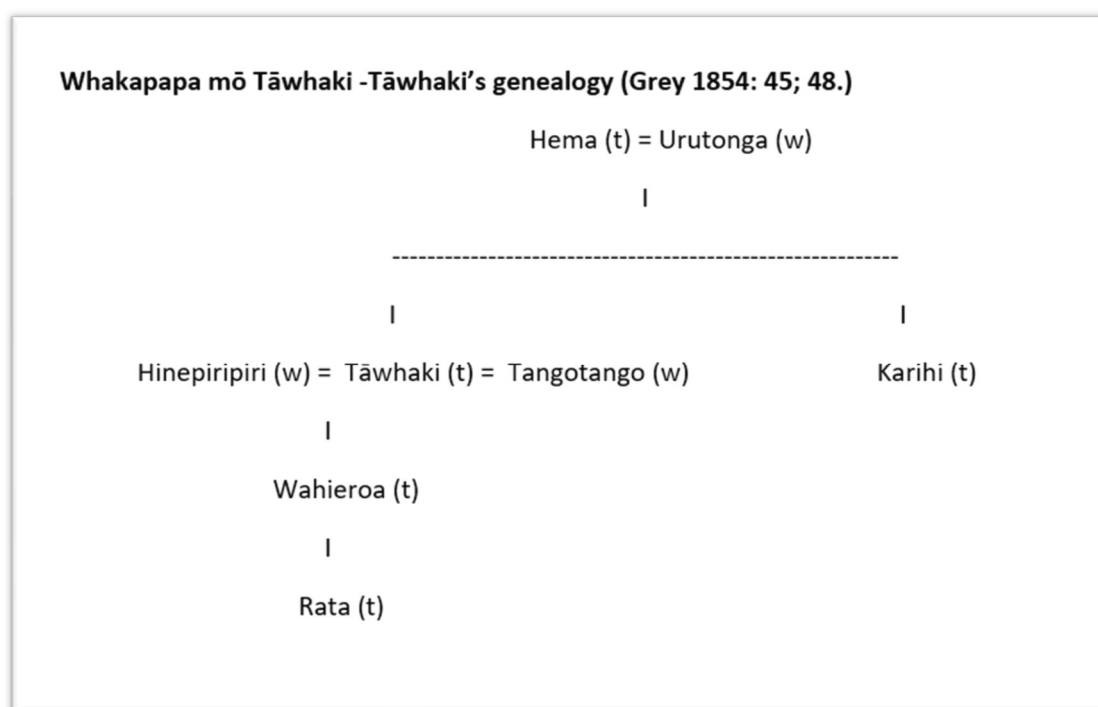 Whakapapa mō Tāwhaki -Tāwhaki’s genealogy (Grey 1854: 45; 48.)
Hema (t) = Urutonga (w)
I
----------------------------------------------------------
I I
Hinepiripiri (w) = Tāwhaki (t) = Tangotango (w) Karihi (t)
I
Wahieroa (t)
I
Rata (t)